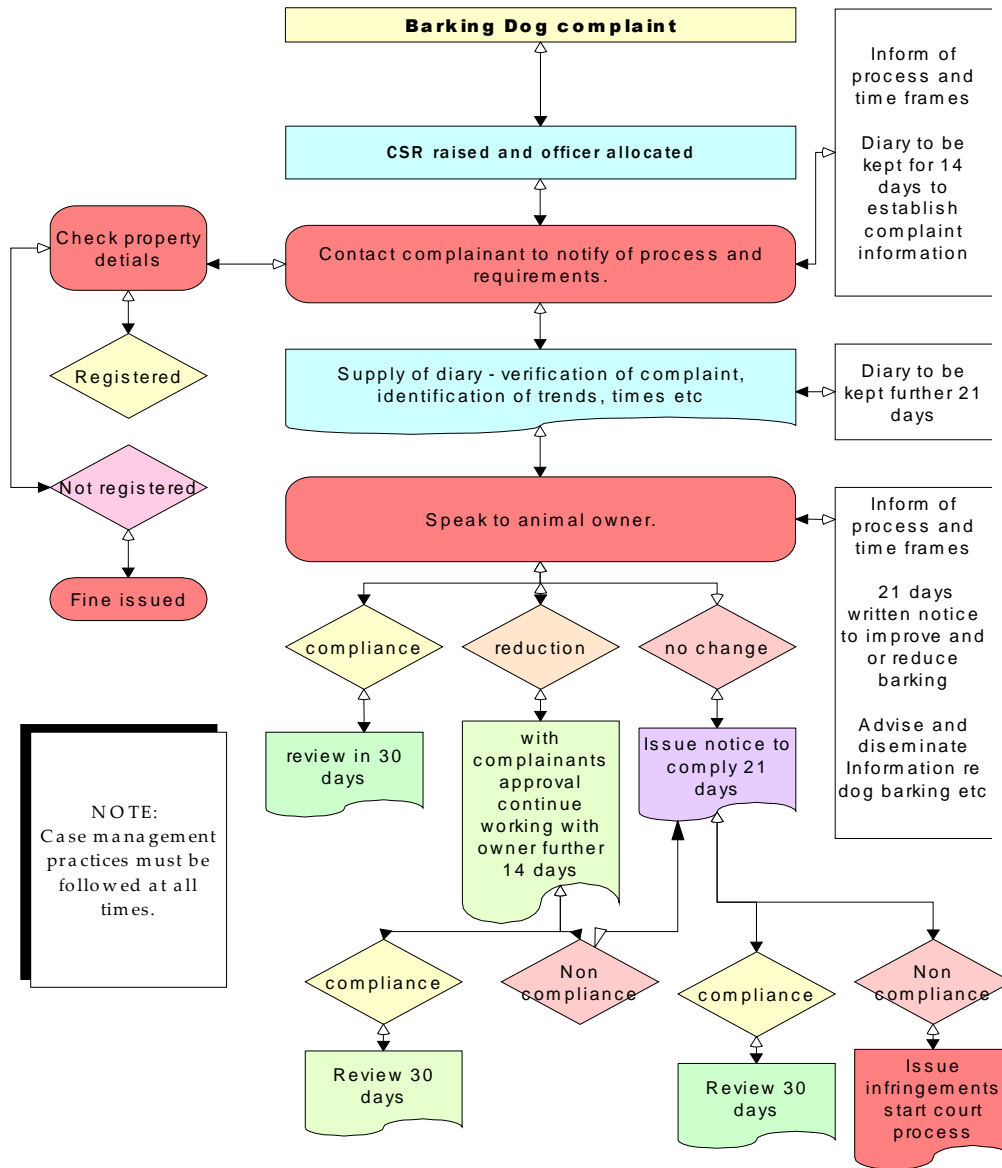 Barking Dog complaint
Inform of
process and
time frames
Diary to be
kept for 14
days to
establish
complaint
information
CSR raised and officer allocated
Check property
detials
Contact complainant to notify of process and
requirements.
Registered
Supply of diary - verification of complaint,
identification of trends, times etc
Diary to be
kept further 21
days
Not registered
Speak to animal owner.
Inform of
process and
time frames
21 days
written notice
to improve and
or reduce
barking
Advise and
diseminate
Information re
dog barking etc
Fine issued
compliance
reduction
no change
review in 30
days
with
complainants
approval
continue
working with
owner further
14 days
Issue notice to
comply 21
days
NOTE:
Case management
practices must be
followed at all
times.
compliance
Non
compliance
compliance
Non
compliance
Review 30
days
Review 30
days
Issue
infringements
start court
process